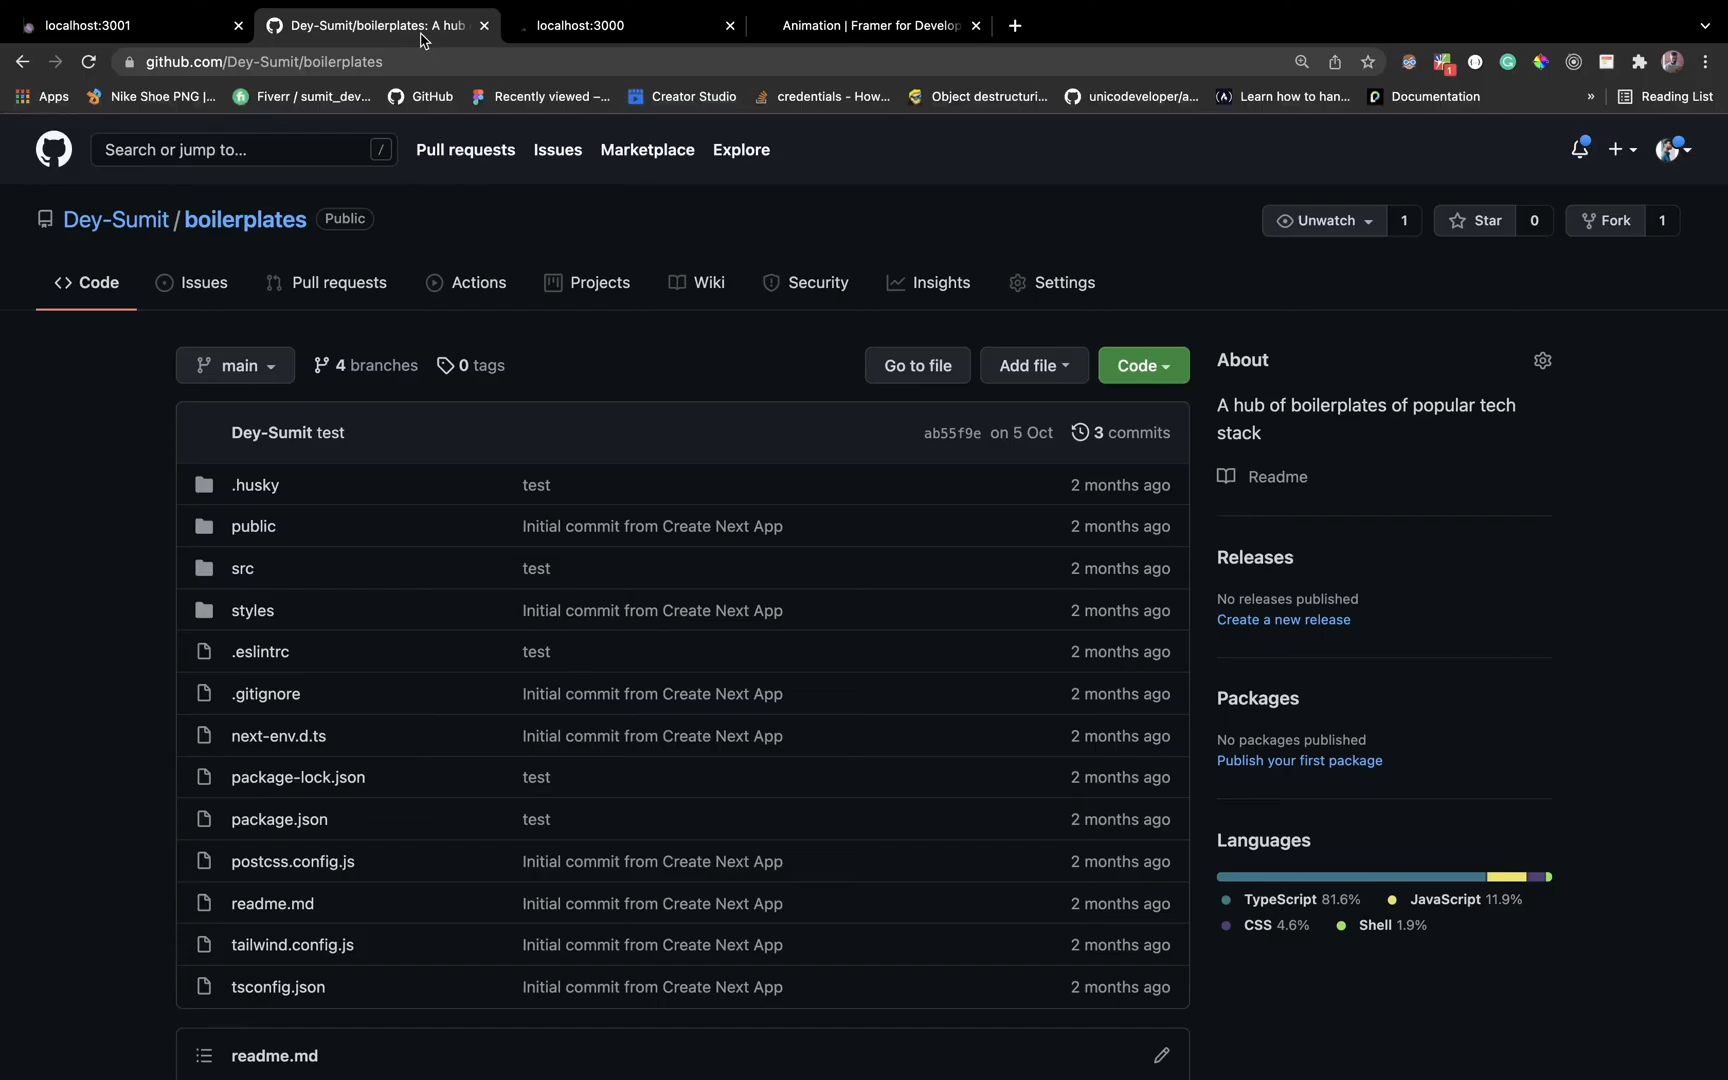 localhost:3001
Dey-Sumit/boilerplates: A hub
localhost:3000
Animation | Framer for Develop
github.com/Dey-Sumit/boilerplates
1
Apps
Nike Shoe PNG |...
Fiverr / sumit_dev...
GitHub
Recently viewed –...
Creator Studio
credentials - How...
Object destructuri...
unicodeveloper/a...
Learn how to han...
Documentation
»
Reading List
Search or jump to...
/
Pull requests
Issues
Marketplace
Explore
Dey-Sumit / boilerplates
Public
Unwatch
1
Star
0
Fork
1
Code
Issues
Pull requests
Actions
Projects
Wiki
Security
Insights
Settings
main
4 branches
0 tags
Go to file
Add file
Code
Dey-Sumit test
ab55f9e on 5 Oct
3 commits
.husky test 2 months ago
public Initial commit from Create Next App 2 months ago
src test 2 months ago
styles Initial commit from Create Next App 2 months ago
.eslintrc test 2 months ago
.gitignore Initial commit from Create Next App 2 months ago
next-env.d.ts Initial commit from Create Next App 2 months ago
package-lock.json test 2 months ago
package.json test 2 months ago
postcss.config.js Initial commit from Create Next App 2 months ago
readme.md Initial commit from Create Next App 2 months ago
tailwind.config.js Initial commit from Create Next App 2 months ago
tsconfig.json Initial commit from Create Next App 2 months ago
readme.md
About
A hub of boilerplates of popular tech
stack
Readme
Releases
No releases published
Create a new release
Packages
No packages published
Publish your first package
Languages
TypeScript 81.6% JavaScript 11.9%
CSS 4.6% Shell 1.9%